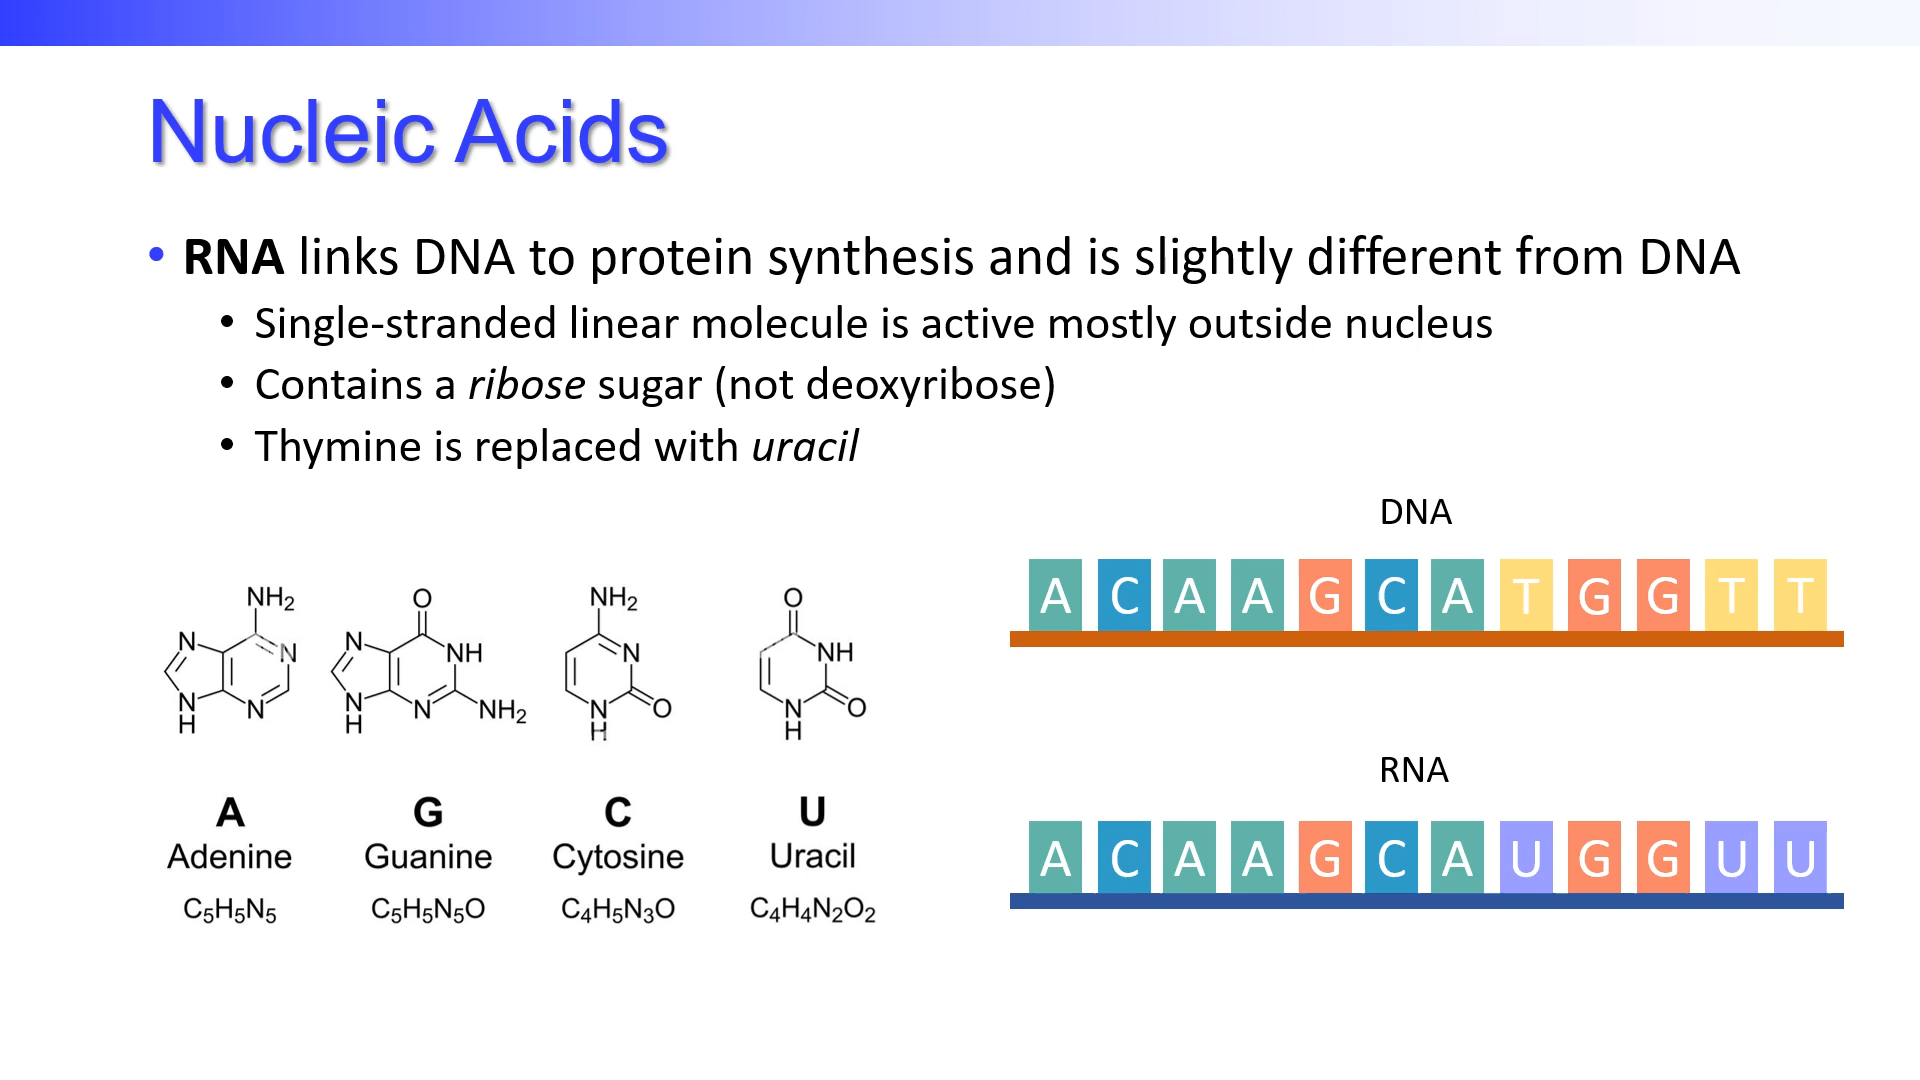 Nucleic Acids
• RNA links DNA to protein synthesis and is slightly different from DNA
• Single-stranded linear molecule is active mostly outside nucleus
• Contains a ribose sugar (not deoxyribose)
• Thymine is replaced with uracil
NH2
N
N
N
H
N
O
N
NH
N
H
N
NH2
NH2
N
N
H
O
O
NH
N
H
O
A
Adenine
C5H5N5
G
Guanine
C5H5N5O
C
Cytosine
C4H5N3O
U
Uracil
C4H4N2O2
DNA
A C A A G C A T G G T T
RNA
A C A A G C A U G G U U